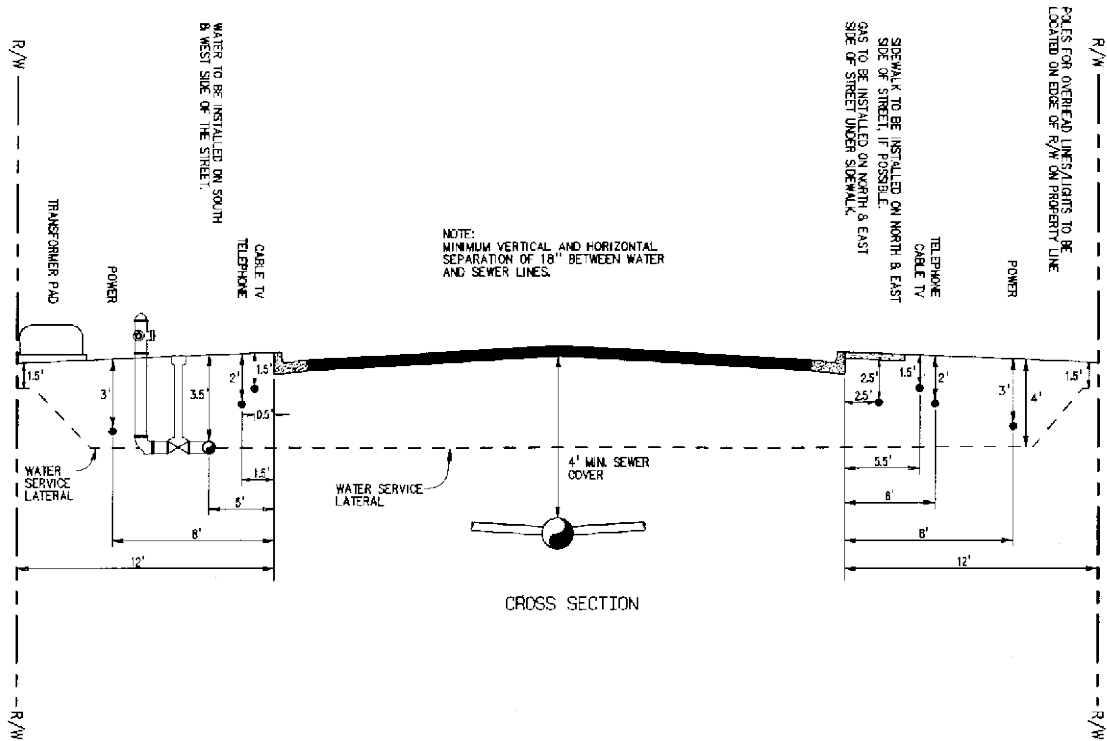 R/W
R/W
WATER TO BE INSTALLED ON SOUTH
& WEST SIDE OF THE STREET.
TRANSFORMER PAD
POWER
TELEPHONE
CABLE TV
NOTE:
MINIMUM VERTICAL AND HORIZONTAL
SEPARATION OF 18" BETWEEN WATER
AND SEWER LINES.
POLES FOR OVERHEAD LINES/LIGHTS TO BE
LOCATED ON EDGE OF R/W ON PROPERTY LINE
SIDEWALK TO BE INSTALLED ON NORTH & EAST
SIDE OF STREET, IF POSSIBLE.
GAS TO BE INSTALLED ON NORTH & EAST
SIDE OF STREET UNDER SIDEWALK.
TELEPHONE
CABLE TV
POWER
1.5'
3'
3.5'
2'
1.5'
0.5'
1.5'
5'
8'
12'
WATER
SERVICE
LATERAL
WATER SERVICE
LATERAL
4' MIN. SEWER
COVER
2.5'
2.5'
1.5'
2'
3'
4'
1.5'
5.5'
6'
8'
12'
CROSS SECTION
R/W
R/W